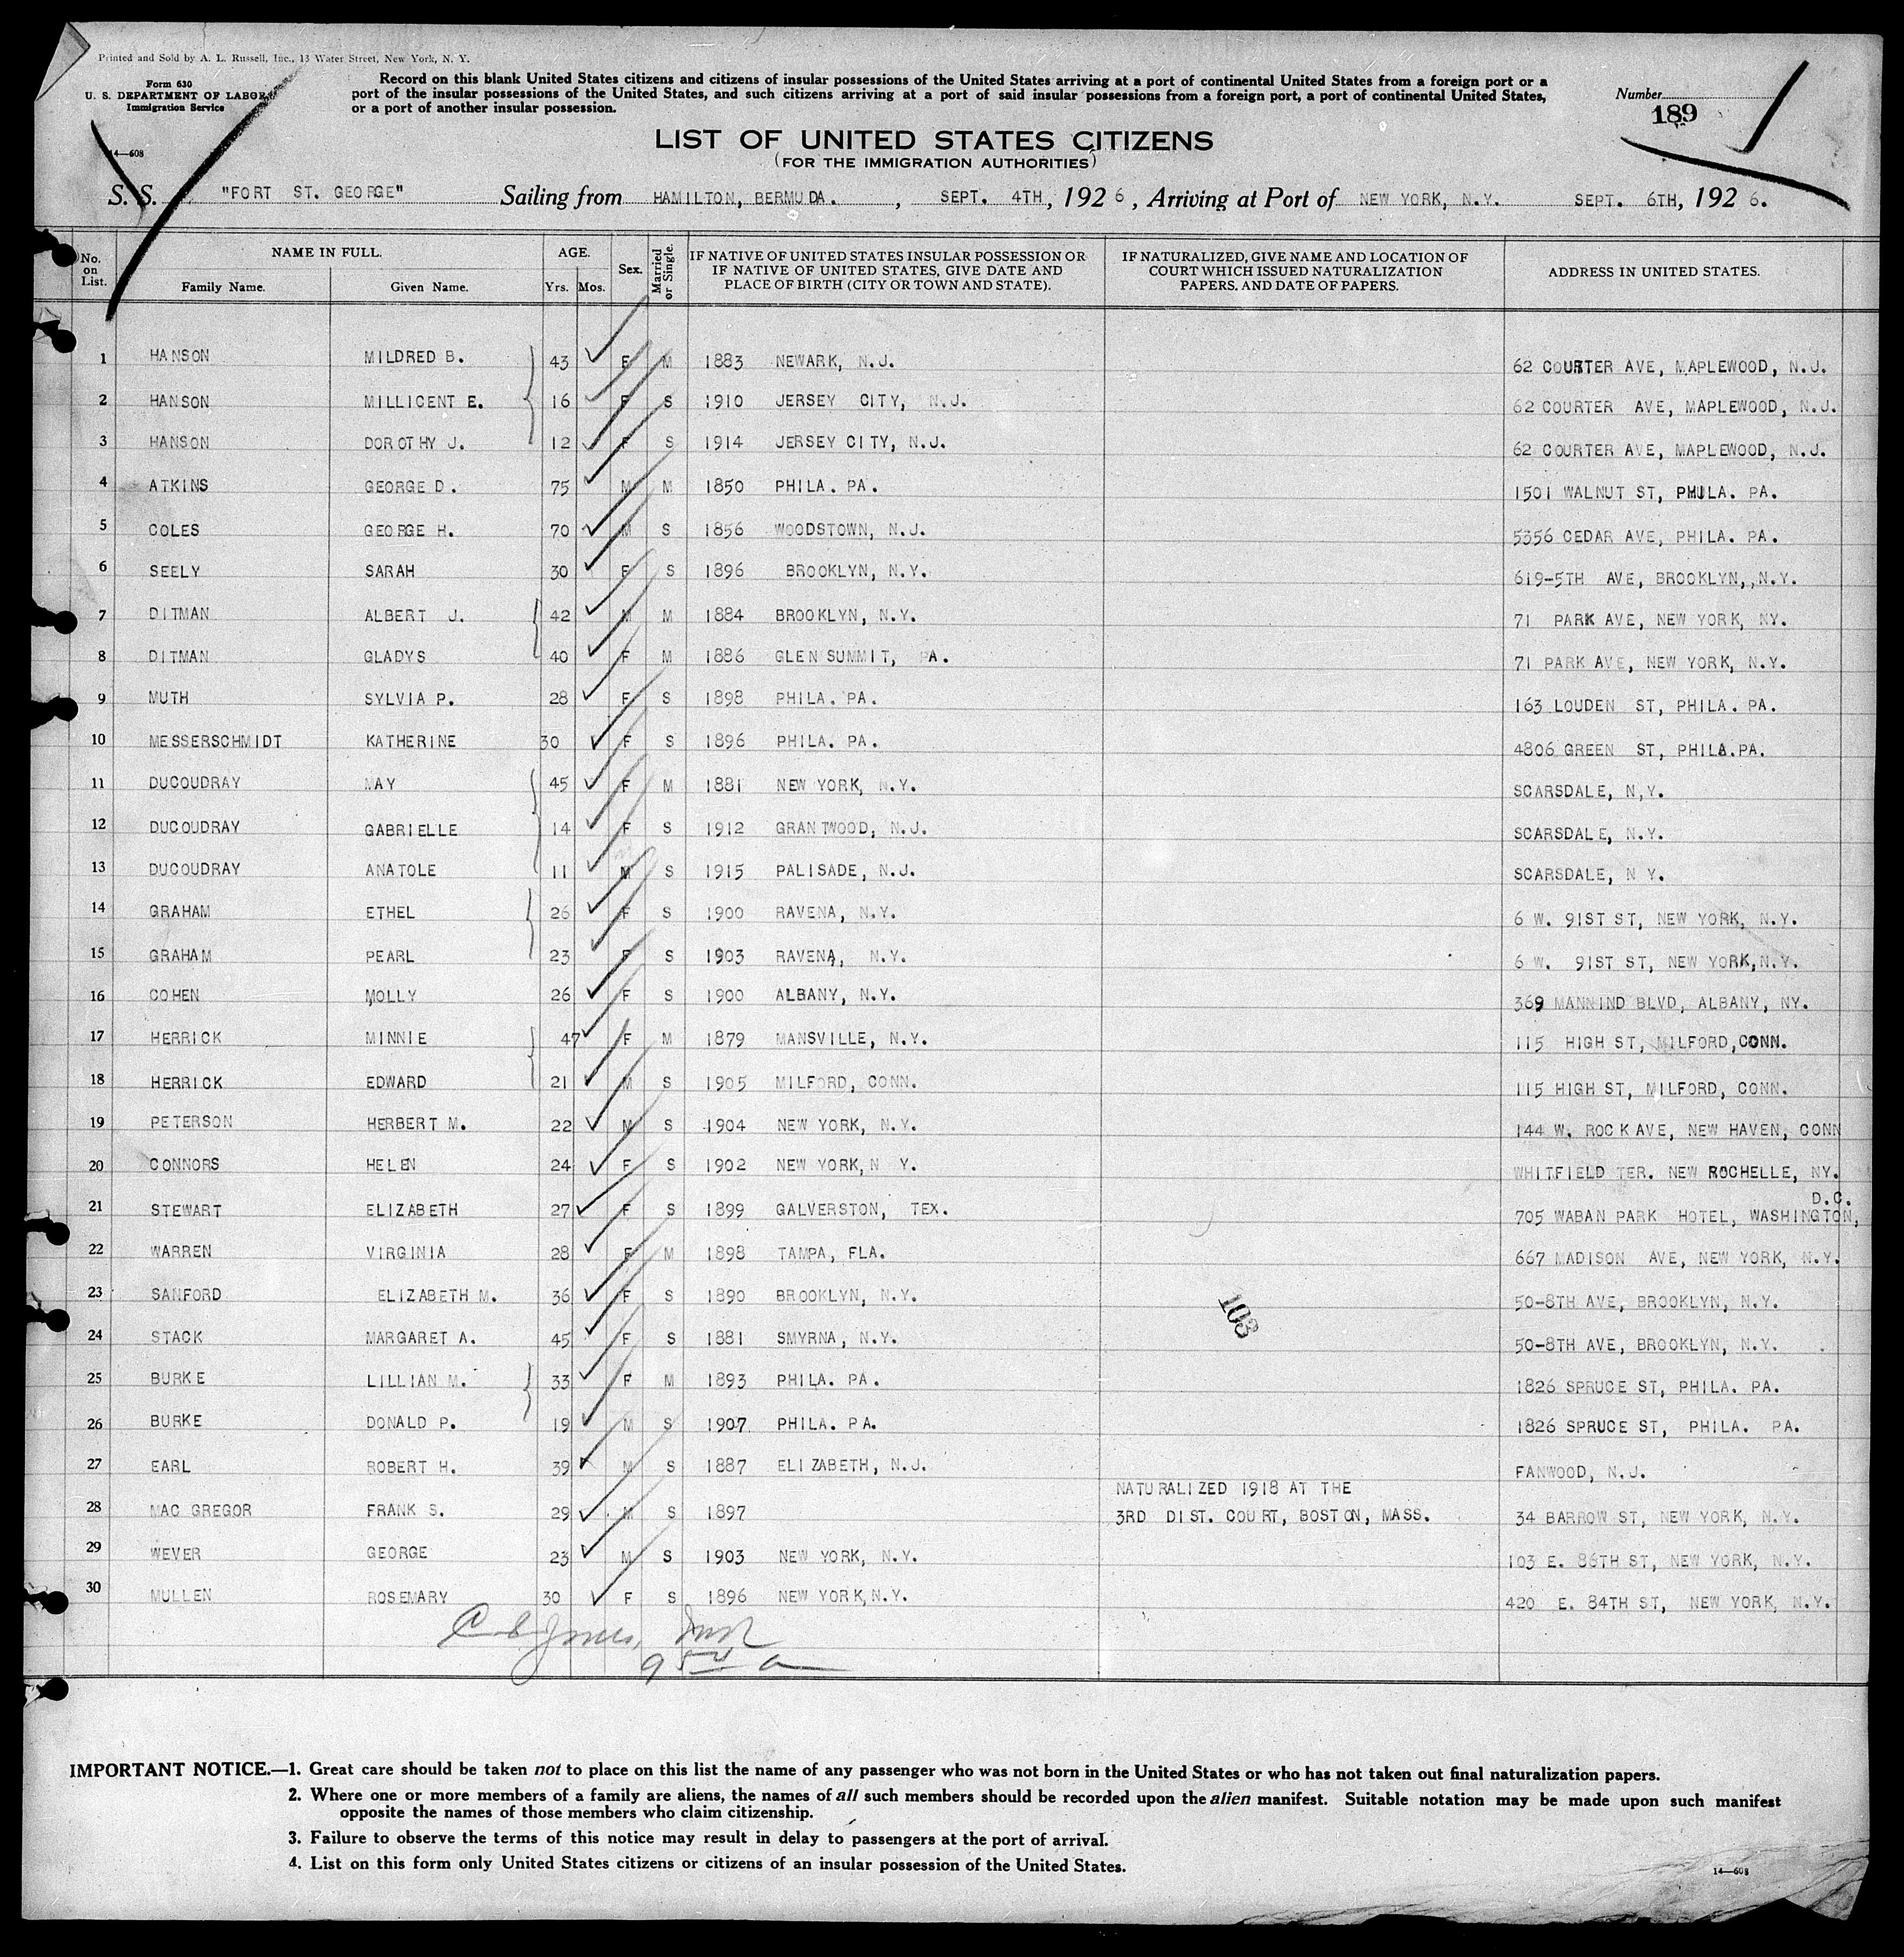 Printed and Sold by A. L. Russell, Inc., 13 Water Street, New York, N. Y.
Form 630
U. S. DEPARTMENT OF LABOR
Immigration Service
14—608
Record on this blank United States citizens and citizens of insular possessions of the United States arriving at a port of continental United States from a foreign port or a
port of the insular possessions of the United States, and such citizens arriving at a port of said insular possessions from a foreign port, a port of continental United States,
or a port of another insular possession.
Number
189
LIST OF UNITED STATES CITIZENS
(FOR THE IMMIGRATION AUTHORITIES)
S. S. "FORT ST. GEORGE" Sailing from HAMILTON, BERMUDA. , SEPT. 4TH, 1926, Arriving at Port of NEW YORK, N.Y. SEPT. 6TH, 1926.
No. on List. NAME IN FULL. Family Name. Given Name. AGE. Yrs. Mos. Sex. Married or Single. IF NATIVE OF UNITED STATES INSULAR POSSESSION OR IF NATIVE OF UNITED STATES, GIVE DATE AND PLACE OF BIRTH (CITY OR TOWN AND STATE). IF NATURALIZED, GIVE NAME AND LOCATION OF COURT WHICH ISSUED NATURALIZATION PAPERS, AND DATE OF PAPERS. ADDRESS IN UNITED STATES.
1 HANSON MILDRED B. 43 F M 1883 NEWARK, N.J. 62 COURTER AVE, MAPLEWOOD, N.J.
2 HANSON MILLICENT E. 16 F S 1910 JERSEY CITY, N.J. 62 COURTER AVE, MAPLEWOOD, N.J.
3 HANSON DOROTHY J. 12 F S 1914 JERSEY CITY, N.J. 62 COURTER AVE, MAPLEWOOD, N.J.
4 ATKINS GEORGE D. 75 M M 1850 PHILA. PA. 1501 WALNUT ST, PHULA. PA.
5 COLES GEORGE H. 70 M S 1856 WOODSTOWN, N.J. 5356 CEDAR AVE, PHILA. PA.
6 SEELY SARAH 30 F S 1896 BROOKLYN, N.Y. 619-5TH AVE, BROOKLYN,,N.Y.
7 DITMAN ALBERT J. 42 M M 1884 BROOKLYN, N.Y. 71 PARK AVE, NEW YORK, NY.
8 DITMAN GLADYS 40 F M 1886 GLEN SUMMIT, PA. 71 PARK AVE, NEW YORK, N.Y.
9 MUTH SYLVIA P. 28 F S 1898 PHILA. PA. 163 LOUDEN ST, PHILA. PA.
10 MESSERSCHMIDT KATHERINE 30 F S 1896 PHILA. PA. 4806 GREEN ST, PHILA.PA.
11 DUCOUDRAY MAY 45 F M 1881 NEW YORK, N.Y. SCARSDALE, N,Y.
12 DUCOUDRAY GABRIELLE 14 F S 1912 GRANTWOOD, N.J. SCARSDALE, N.Y.
13 DUCOUDRAY ANATOLE 11 M S 1915 PALISADE, N.J. SCARSDALE, N Y.
14 GRAHAM ETHEL 26 F S 1900 RAVENA, N.Y. 6 W. 91ST ST, NEW YORK, N.Y.
15 GRAHAM PEARL 23 F S 1903 RAVENA, N.Y. 6 W. 91ST ST, NEW YORK,N.Y.
16 COHEN MOLLY 26 F S 1900 ALBANY, N.Y. 369 MANNIND BLVD, ALBANY, NY.
17 HERRICK MINNIE 47 F M 1879 MANSVILLE, N.Y. 115 HIGH ST, MILFORD,CONN.
18 HERRICK EDWARD 21 M S 1905 MILFORD, CONN. 115 HIGH ST, MILFORD, CONN.
19 PETERSON HERBERT M. 22 M S 1904 NEW YORK, N.Y. 144 W. ROCK AVE, NEW HAVEN, CONN
20 CONNORS HELEN 24 F S 1902 NEW YORK,N Y. WHITFIELD TER. NEW ROCHELLE, NY.
21 STEWART ELIZABETH 27 F S 1899 GALVERSTON, TEX. 705 WABAN PARK HOTEL, WASHINGTON, D.C.
22 WARREN VIRGINIA 28 F M 1898 TAMPA, FLA. 667 MADISON AVE, NEW YORK, N.Y.
23 SANFORD ELIZABETH M. 36 F S 1890 BROOKLYN, N.Y. 50-8TH AVE, BROOKLYN, N.Y.
103
24 STACK MARGARET A. 45 F S 1881 SMYRNA, N.Y. 50-8TH AVE, BROOKLYN, N.Y.
25 BURKE LILLIAN M. 33 F M 1893 PHILA. PA. 1826 SPRUCE ST, PHILA. PA.
26 BURKE DONALD P. 19 M S 1907 PHILA. PA. 1826 SPRUCE ST, PHILA. PA.
27 EARL ROBERT H. 39 M S 1887 ELIZABETH, N.J. FANWOOD, N.J.
28 MAC GREGOR FRANK S. 29 M S 1897 NATURALIZED 1918 AT THE 3RD DIST. COURT, BOSTON, MASS. 34 BARROW ST, NEW YORK, N.Y.
29 WEVER GEORGE 23 M S 1903 NEW YORK, N.Y. 103 E. 86TH ST, NEW YORK, N.Y.
30 MULLEN ROSEMARY 30 F S 1896 NEW YORK,N.Y. 420 E. 84TH ST, NEW YORK, N.Y.
IMPORTANT NOTICE.—1. Great care should be taken not to place on this list the name of any passenger who was not born in the United States or who has not taken out final naturalization papers.
2. Where one or more members of a family are aliens, the names of all such members should be recorded upon the alien manifest. Suitable notation may be made upon such manifest
opposite the names of those members who claim citizenship.
3. Failure to observe the terms of this notice may result in delay to passengers at the port of arrival.
4. List on this form only United States citizens or citizens of an insular possession of the United States.
14—608